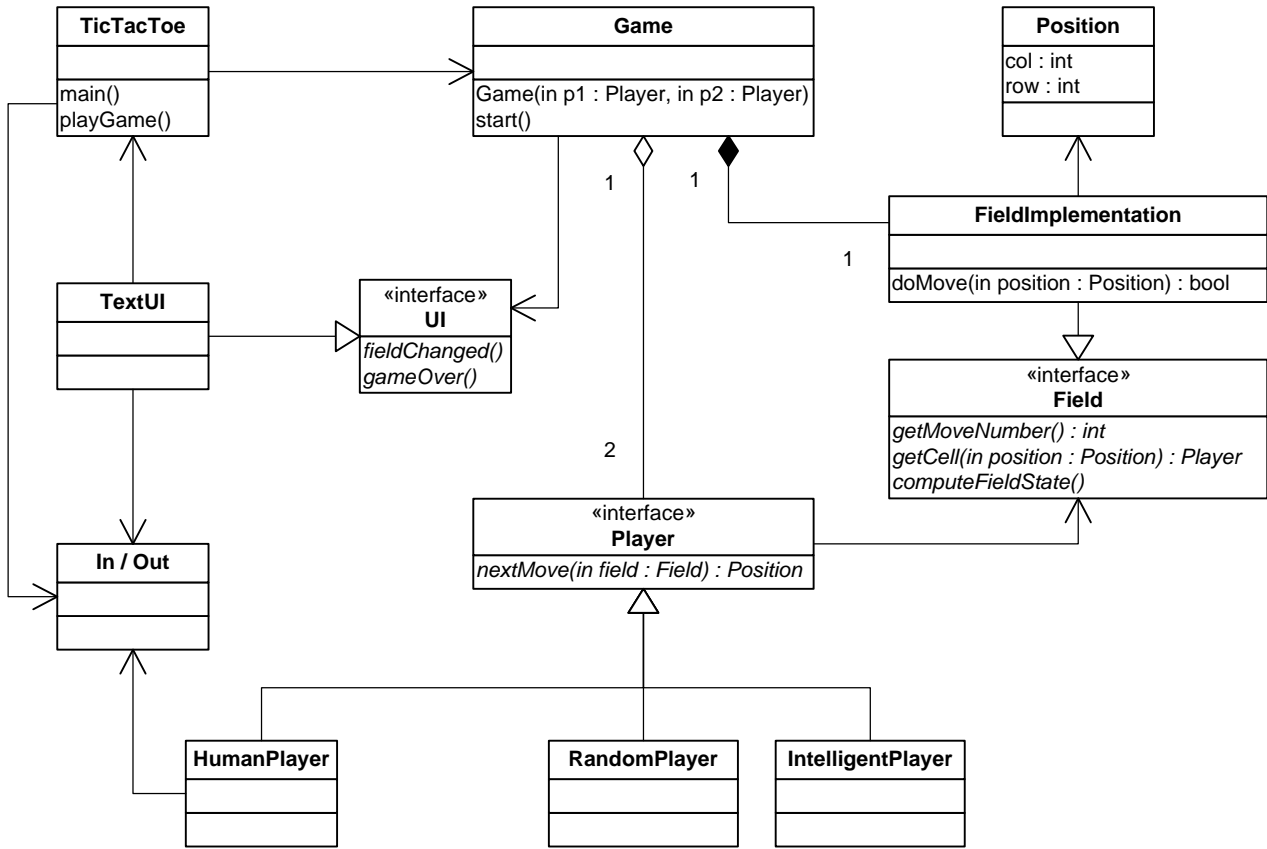 TicTacToe
main()
playGame()
Game
Game(in p1 : Player, in p2 : Player)
start()
Position
col : int
row : int
1
1
FieldImplementation
doMove(in position : Position) : bool
1
TextUI
«interface»
UI
fieldChanged()
gameOver()
«interface»
Field
getMoveNumber() : int
getCell(in position : Position) : Player
computeFieldState()
2
«interface»
Player
nextMove(in field : Field) : Position
In / Out
HumanPlayer
RandomPlayer
IntelligentPlayer